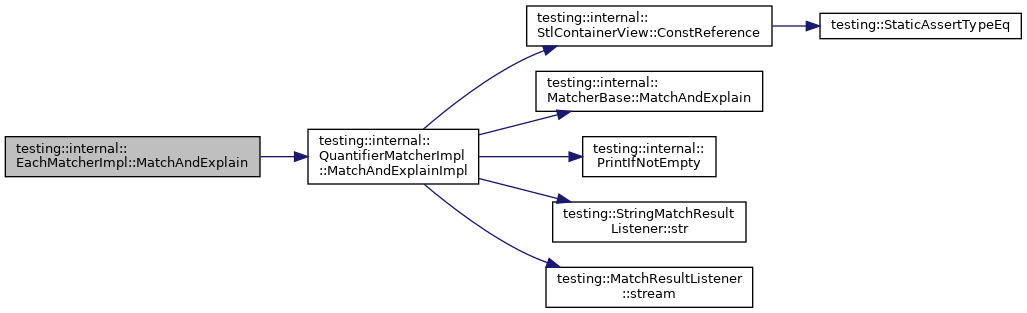 testing::internal::
EachMatcherImpl::MatchAndExplain
testing::internal::
QuantifierMatcherImpl
::MatchAndExplainImpl
testing::internal::
StlContainerView::ConstReference
testing::StaticAssertTypeEq
testing::internal::
MatcherBase::MatchAndExplain
testing::internal::
PrintIfNotEmpty
testing::StringMatchResult
Listener::str
testing::MatchResultListener
::stream